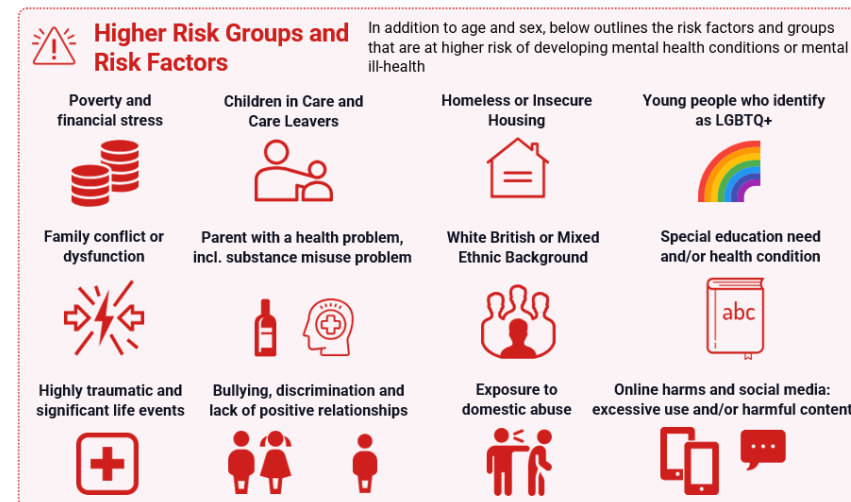 Higher Risk Groups and
Risk Factors
In addition to age and sex, below outlines the risk factors and groups
that are at higher risk of developing mental health conditions or mental
ill-health
Poverty and
financial stress
Children in Care and
Care Leavers
Homeless or Insecure
Housing
Young people who identify
as LGBTQ+
Family conflict or
dysfunction
Parent with a health problem,
incl. substance misuse problem
White British or Mixed
Ethnic Background
Special education need
and/or health condition
abc
Highly traumatic and
significant life events
Bullying, discrimination and
lack of positive relationships
Exposure to
domestic abuse
Online harms and social media:
excessive use and/or harmful content